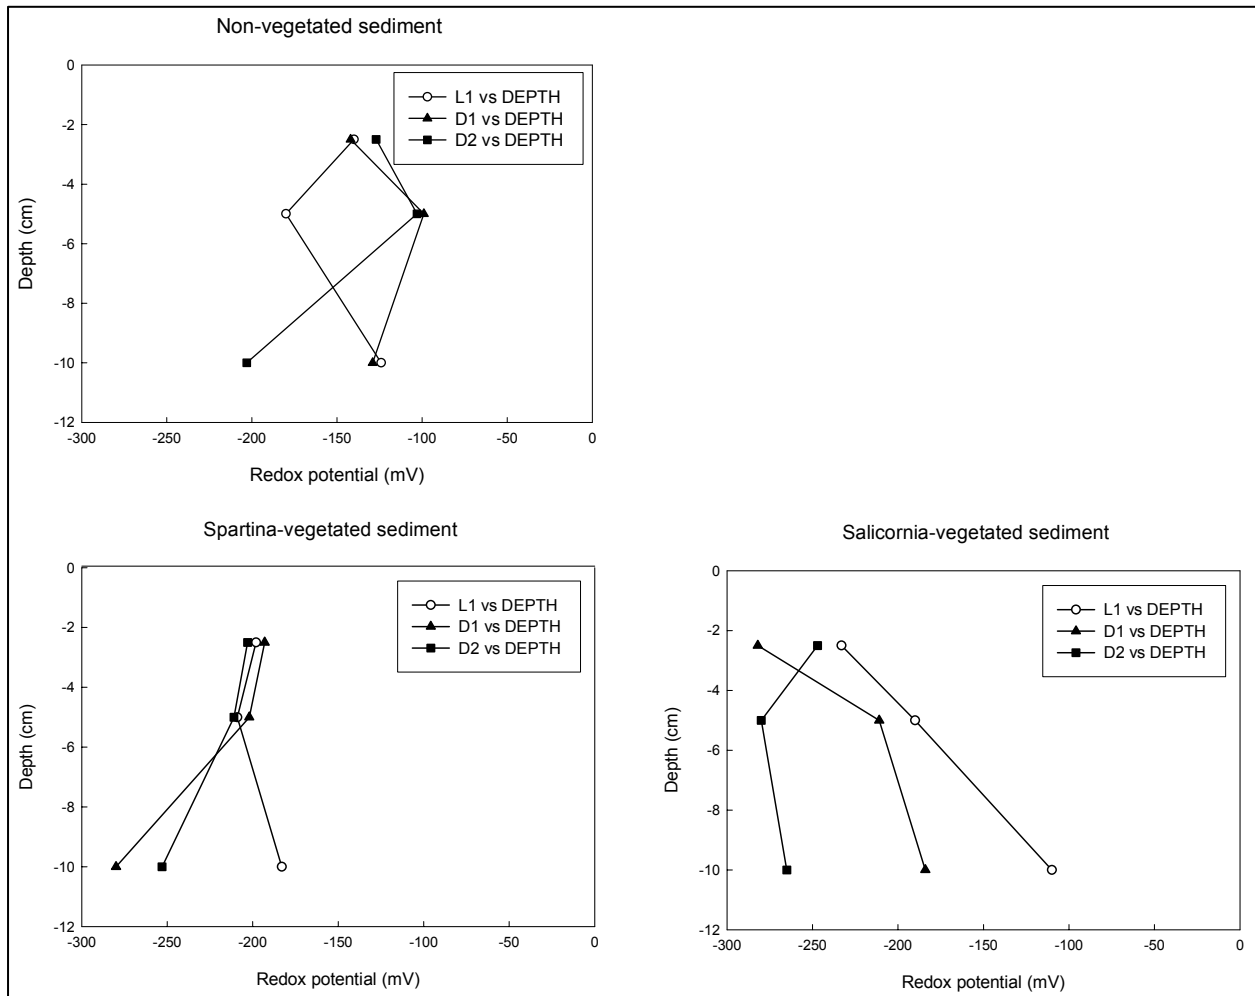 Non-vegetated sediment
0
-2
-4
-6
-8
-10
-12
Depth (cm)
L1 vs DEPTH
D1 vs DEPTH
D2 vs DEPTH
-300 -250 -200 -150 -100 -50 0
Redox potential (mV)
Spartina-vegetated sediment
0
-2
-4
-6
-8
-10
-12
Depth (cm)
L1 vs DEPTH
D1 vs DEPTH
D2 vs DEPTH
-300 -250 -200 -150 -100 -50 0
Redox potential (mV)
Salicornia-vegetated sediment
0
-2
-4
-6
-8
-10
-12
Depth (cm)
L1 vs DEPTH
D1 vs DEPTH
D2 vs DEPTH
-300 -250 -200 -150 -100 -50 0
Redox potential (mV)